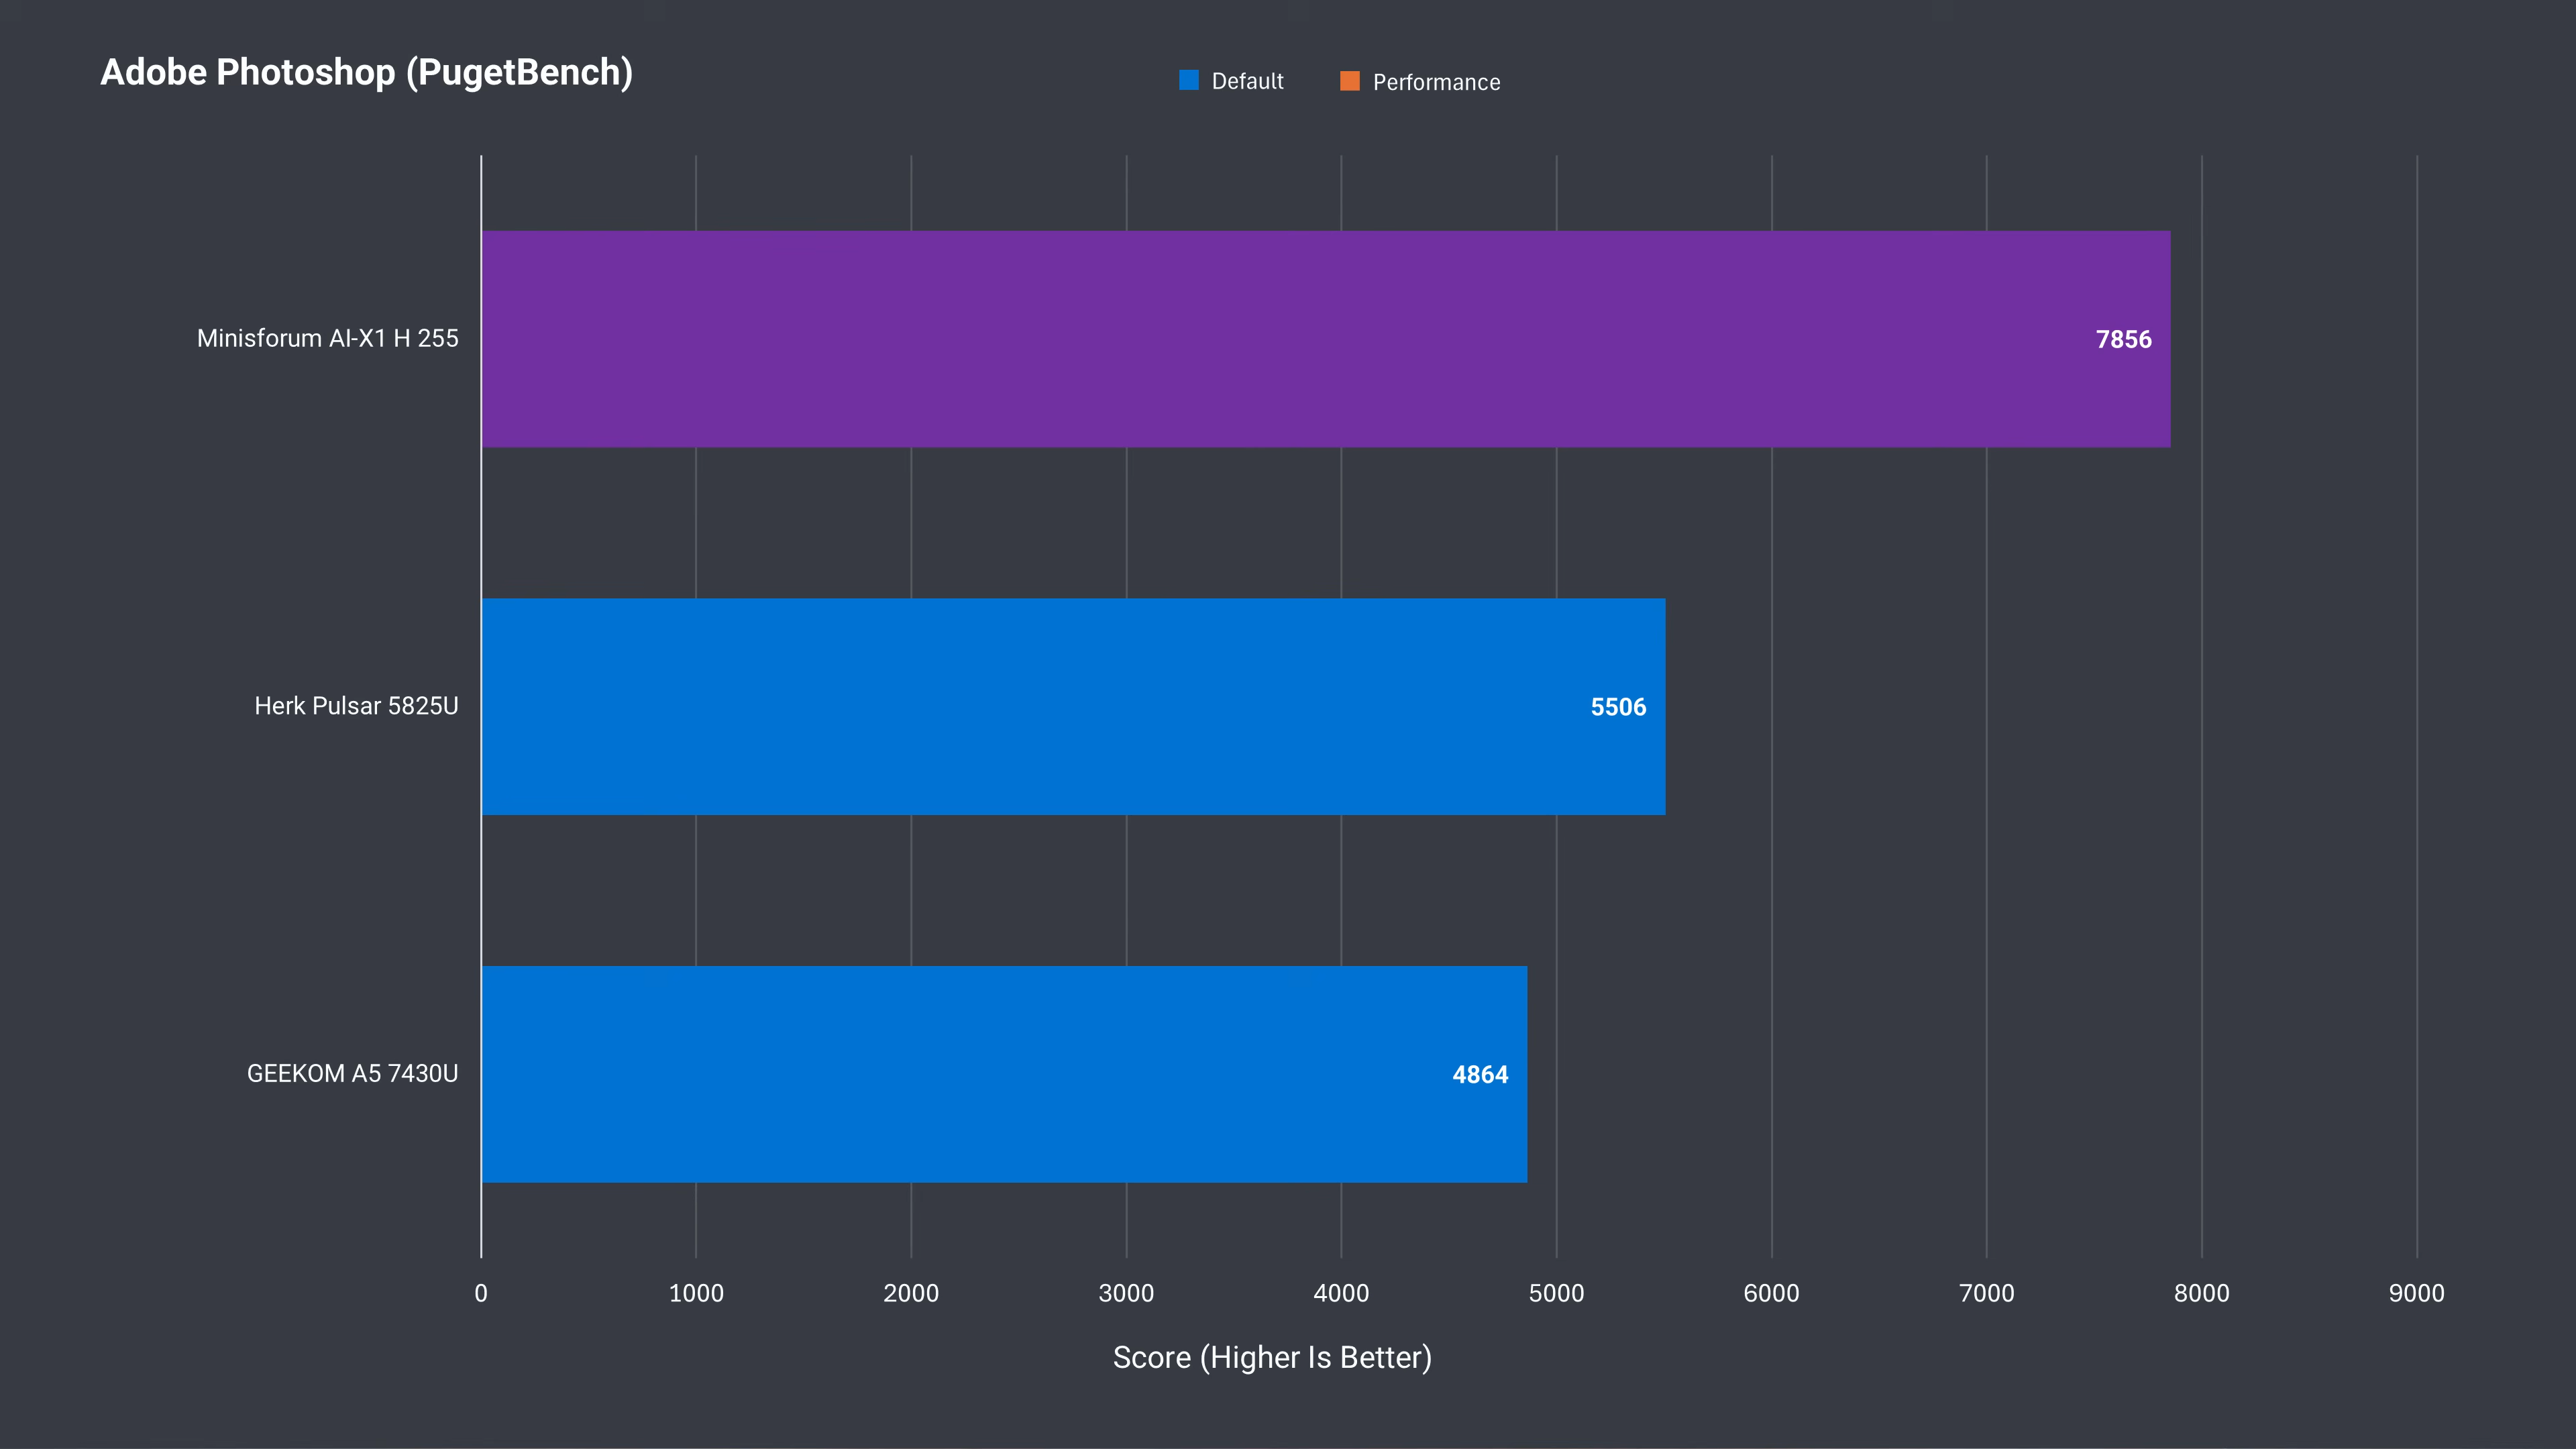 Adobe Photoshop (PugetBench)
Default
Performance
Minisforum AI-X1 H 255
7856
Herk Pulsar 5825U
5506
GEEKOM A5 7430U
4864
0 1000 2000 3000 4000 5000 6000 7000 8000 9000
Score (Higher Is Better)